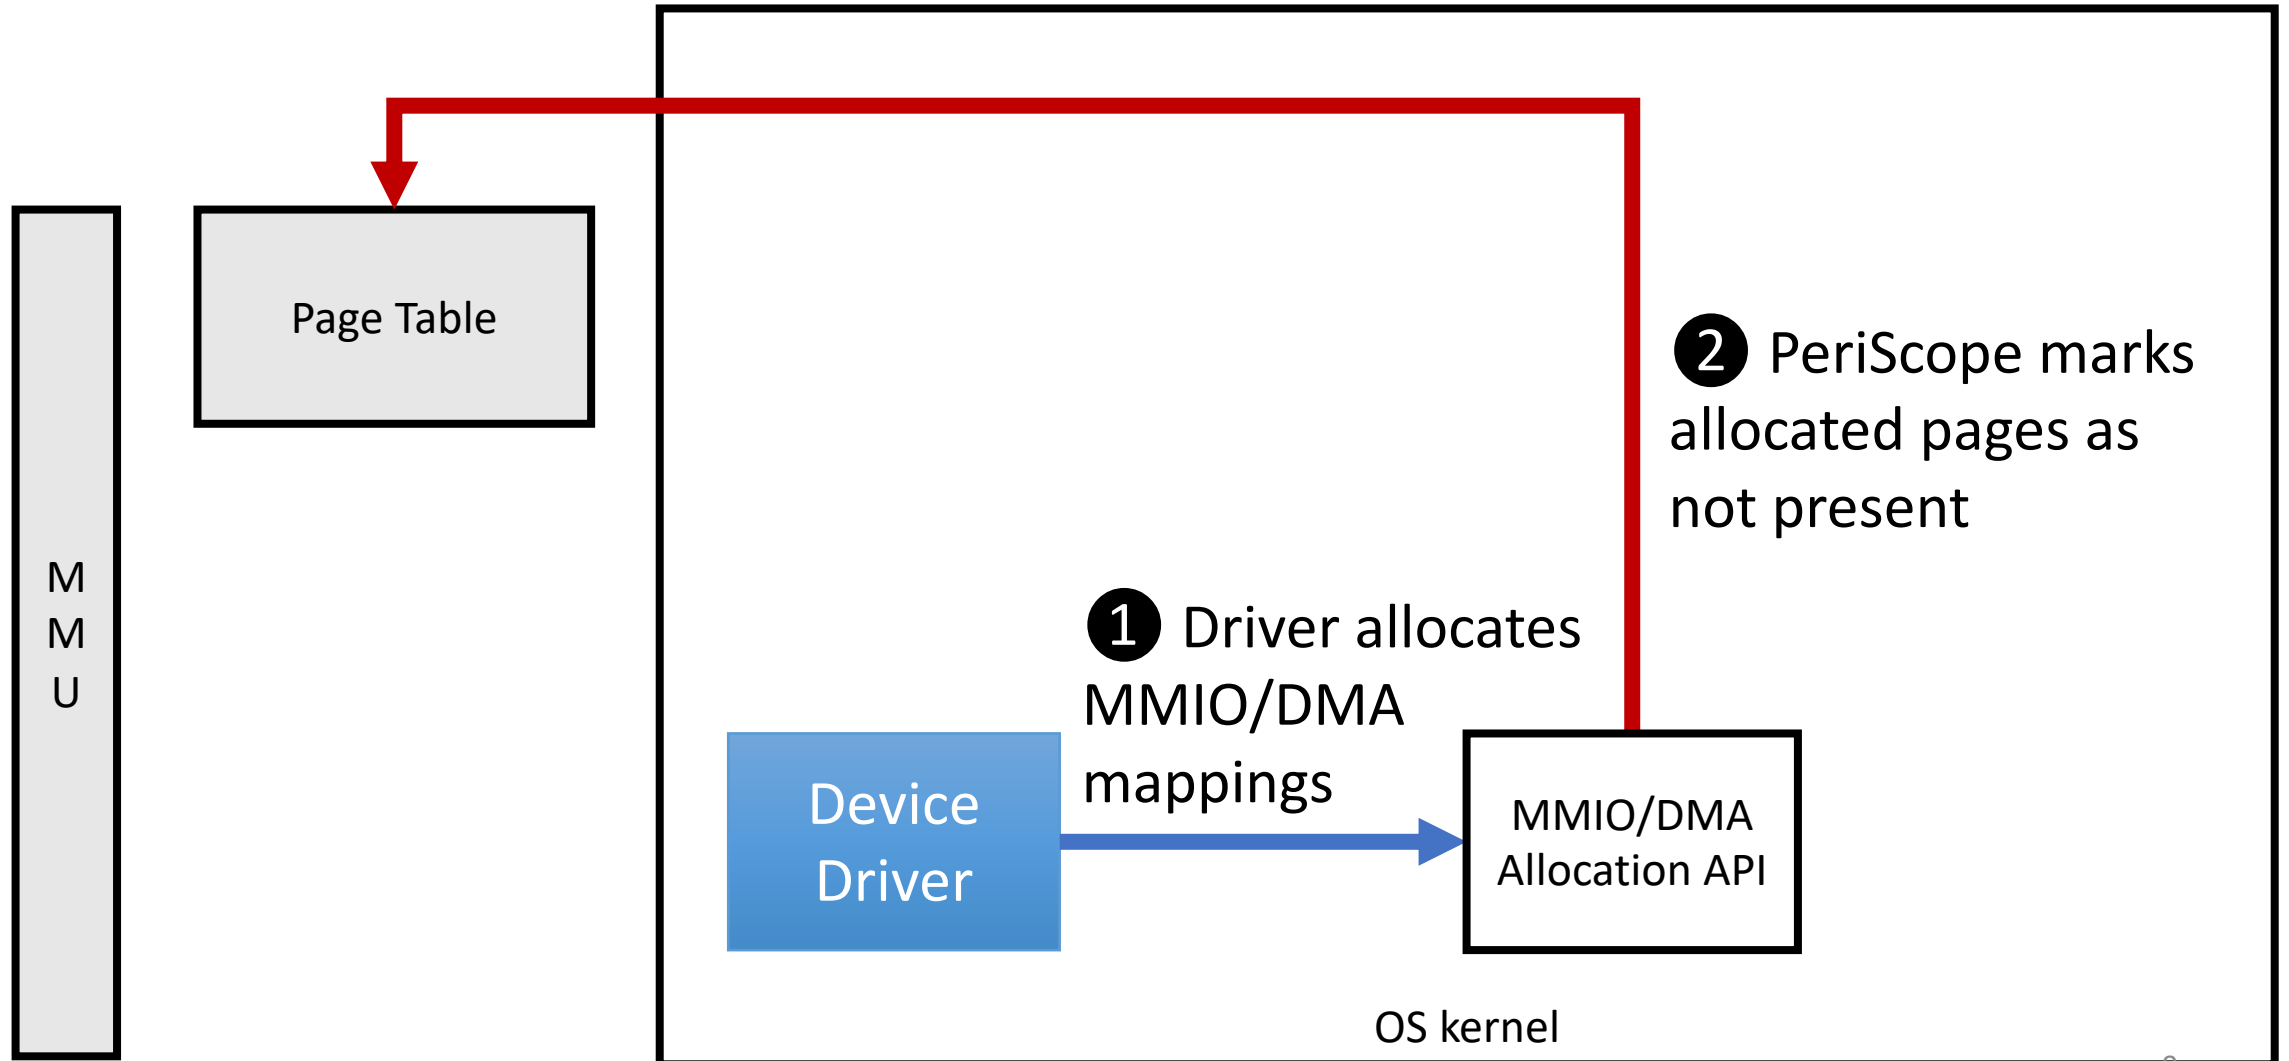 Page Table
❷ PeriScope marks
allocated pages as
not present
M
M
U
❶ Driver allocates
MMIO/DMA
mappings
Device
Driver
MMIO/DMA
Allocation API
OS kernel